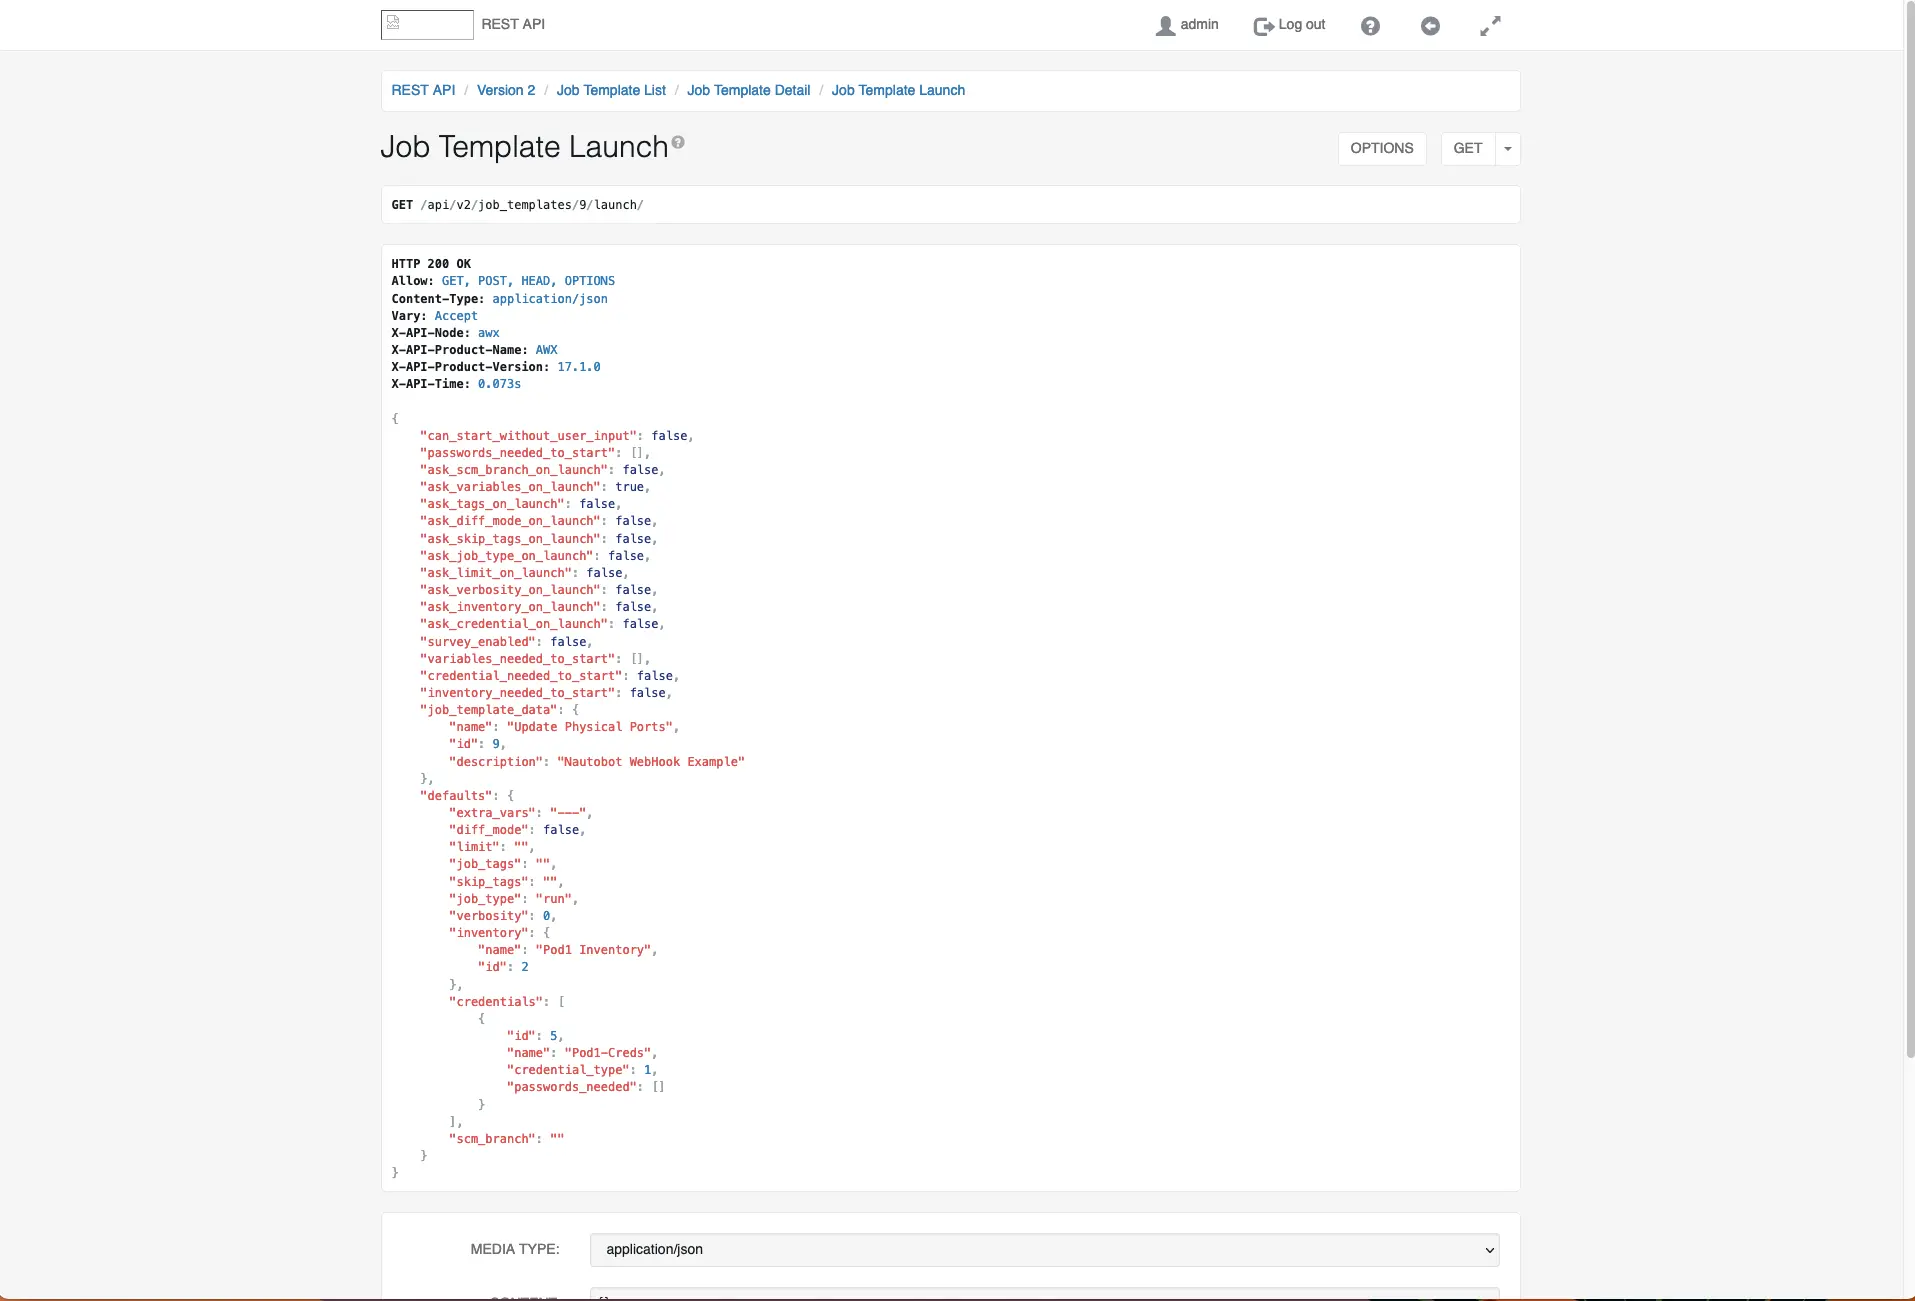 REST API
admin
Log out
REST API / Version 2 / Job Template List / Job Template Detail / Job Template Launch
Job Template Launch
OPTIONS
GET
GET /api/v2/job_templates/9/launch/
HTTP 200 OK
Allow: GET, POST, HEAD, OPTIONS
Content-Type: application/json
Vary: Accept
X-API-Node: awx
X-API-Product-Name: AWX
X-API-Product-Version: 17.1.0
X-API-Time: 0.073s
{
    "can_start_without_user_input": false,
    "passwords_needed_to_start": [],
    "ask_scm_branch_on_launch": false,
    "ask_variables_on_launch": true,
    "ask_tags_on_launch": false,
    "ask_diff_mode_on_launch": false,
    "ask_skip_tags_on_launch": false,
    "ask_job_type_on_launch": false,
    "ask_limit_on_launch": false,
    "ask_verbosity_on_launch": false,
    "ask_inventory_on_launch": false,
    "ask_credential_on_launch": false,
    "survey_enabled": false,
    "variables_needed_to_start": [],
    "credential_needed_to_start": false,
    "inventory_needed_to_start": false,
    "job_template_data": {
        "name": "Update Physical Ports",
        "id": 9,
        "description": "Nautobot WebHook Example"
    },
    "defaults": {
        "extra_vars": "---",
        "diff_mode": false,
        "limit": "",
        "job_tags": "",
        "skip_tags": "",
        "job_type": "run",
        "verbosity": 0,
        "inventory": {
            "name": "Pod1 Inventory",
            "id": 2
        },
        "credentials": [
            {
                "id": 5,
                "name": "Pod1-Creds",
                "credential_type": 1,
                "passwords_needed": []
            }
        ],
        "scm_branch": ""
    }
}
MEDIA TYPE:
application/json